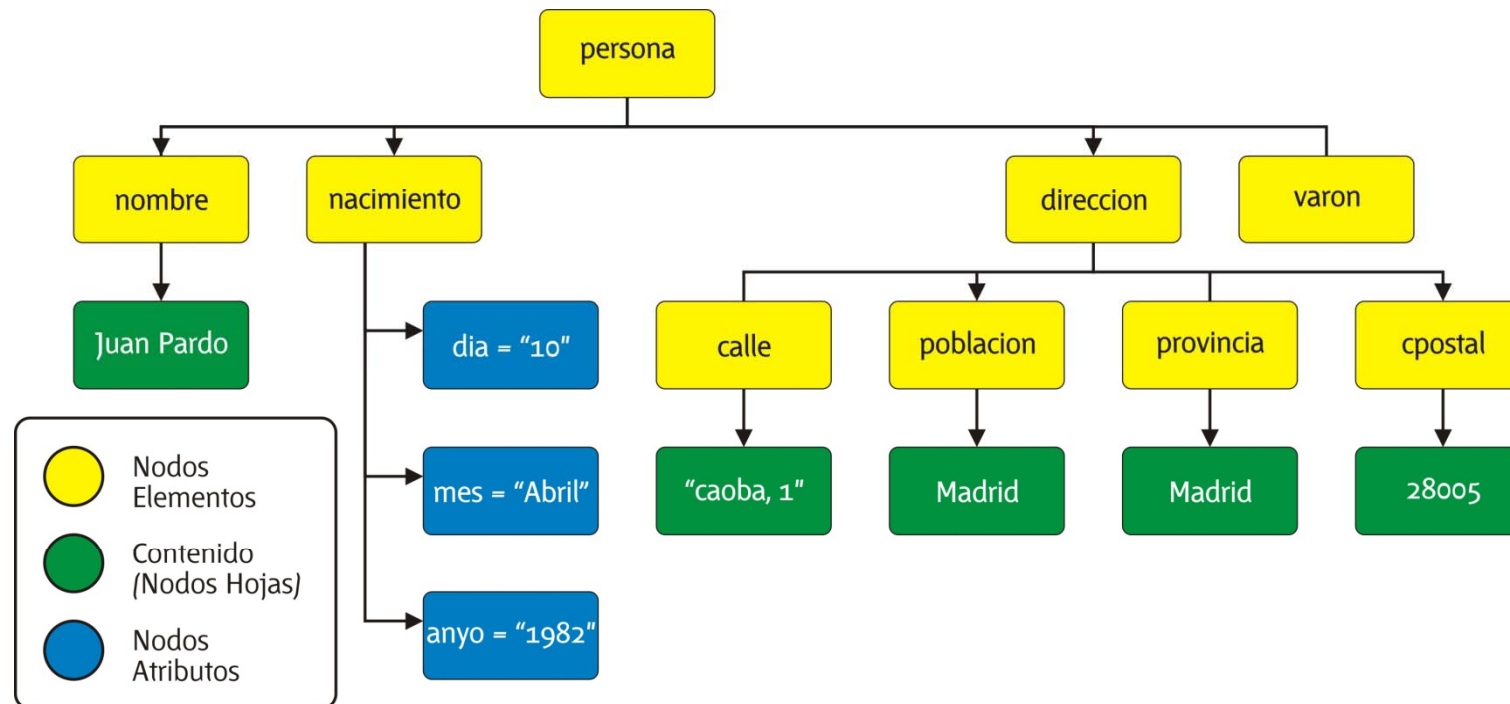 persona
nombre
nacimiento
direccion
varon
Juan Pardo
dia = “10”
calle
poblacion
provincia
cpostal
mes = “Abril”
“caoba, 1”
Madrid
Madrid
28005
anyo = “1982”
Nodos
Elementos
Contenido
(Nodos Hojas)
Nodos
Atributos